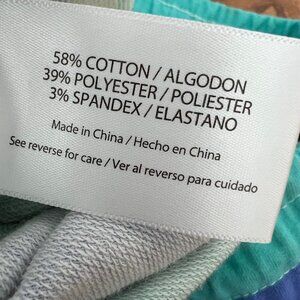 58% COTTON / ALGODON
39% POLYESTER / POLIESTER
3% SPANDEX / ELASTANO
Made in China / Hecho en China
See reverse for care / Ver al reverso para cuidado